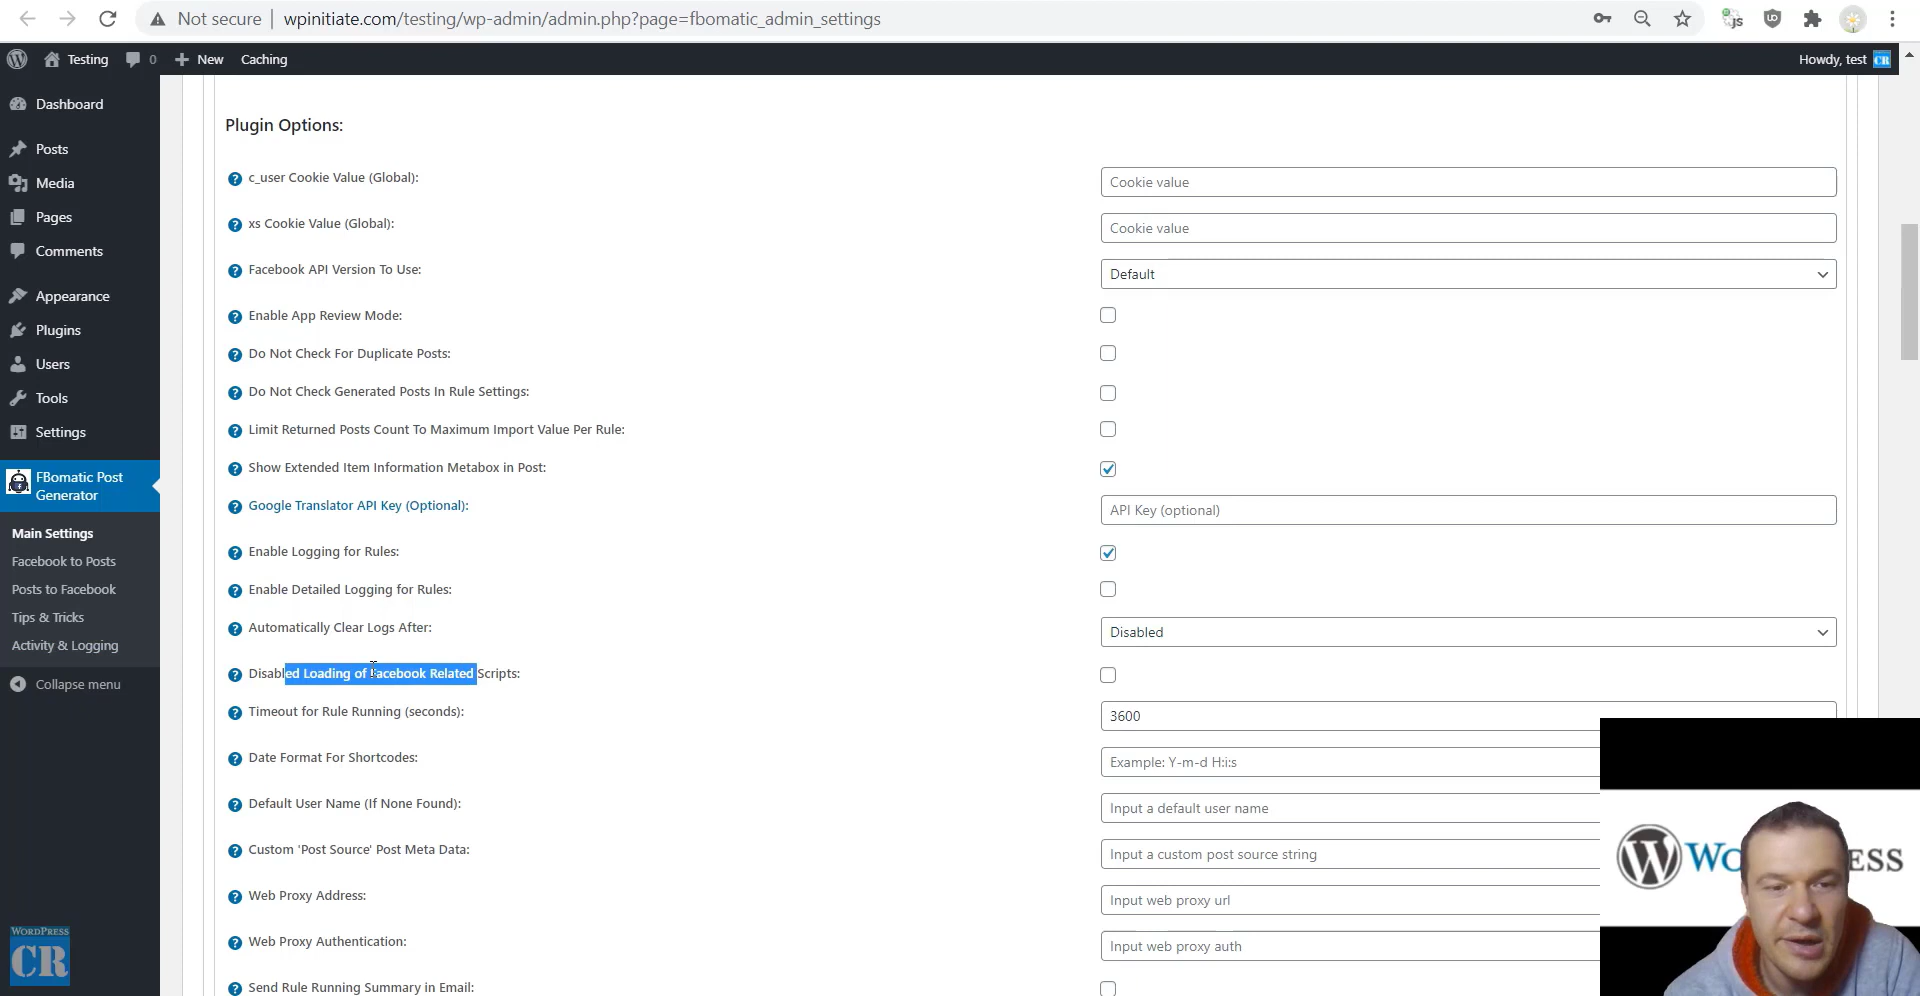 Not secure
wpinitiate.com/testing/wp-admin/admin.php?page=fbomatic_admin_settings
Testing
0
New
Caching
Howdy, test
CR
Dashboard
Posts
Media
Pages
Comments
Appearance
Plugins
Users
Tools
Settings
FBomatic Post
Generator
Main Settings
Facebook to Posts
Posts to Facebook
Tips & Tricks
Activity & Logging
Collapse menu
WORDPRESS
CR
Plugin Options:
c_user Cookie Value (Global):
Cookie value
xs Cookie Value (Global):
Cookie value
Facebook API Version To Use:
Default
Enable App Review Mode:
Do Not Check For Duplicate Posts:
Do Not Check Generated Posts In Rule Settings:
Limit Returned Posts Count To Maximum Import Value Per Rule:
Show Extended Item Information Metabox in Post:
Google Translator API Key (Optional):
API Key (optional)
Enable Logging for Rules:
Enable Detailed Logging for Rules:
Automatically Clear Logs After:
Disabled
Disabled Loading of Facebook Related Scripts:
Timeout for Rule Running (seconds):
3600
Date Format For Shortcodes:
Example: Y-m-d H:i:s
Default User Name (If None Found):
Input a default user name
Custom 'Post Source' Post Meta Data:
Input a custom post source string
Web Proxy Address:
Input web proxy url
Web Proxy Authentication:
Input web proxy auth
Send Rule Running Summary in Email:
W Wo ESS